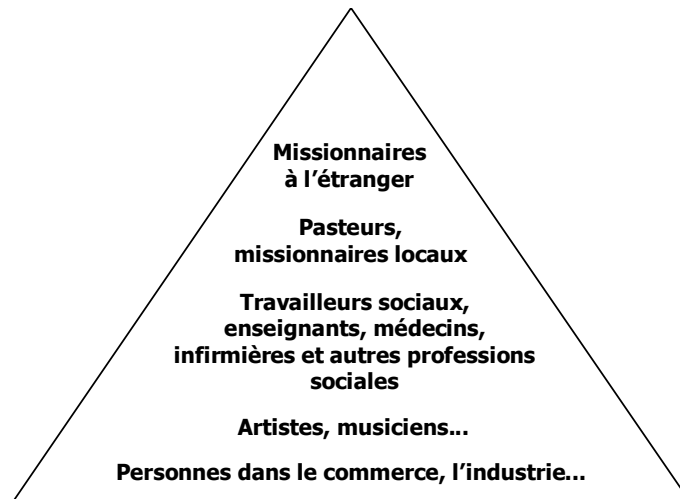 Missionnaires
à l’étranger
Pasteurs,
missionnaires locaux
Travailleurs sociaux,
enseignants, médecins,
infirmières et autres professions
sociales
Artistes, musiciens...
Personnes dans le commerce, l’industrie...